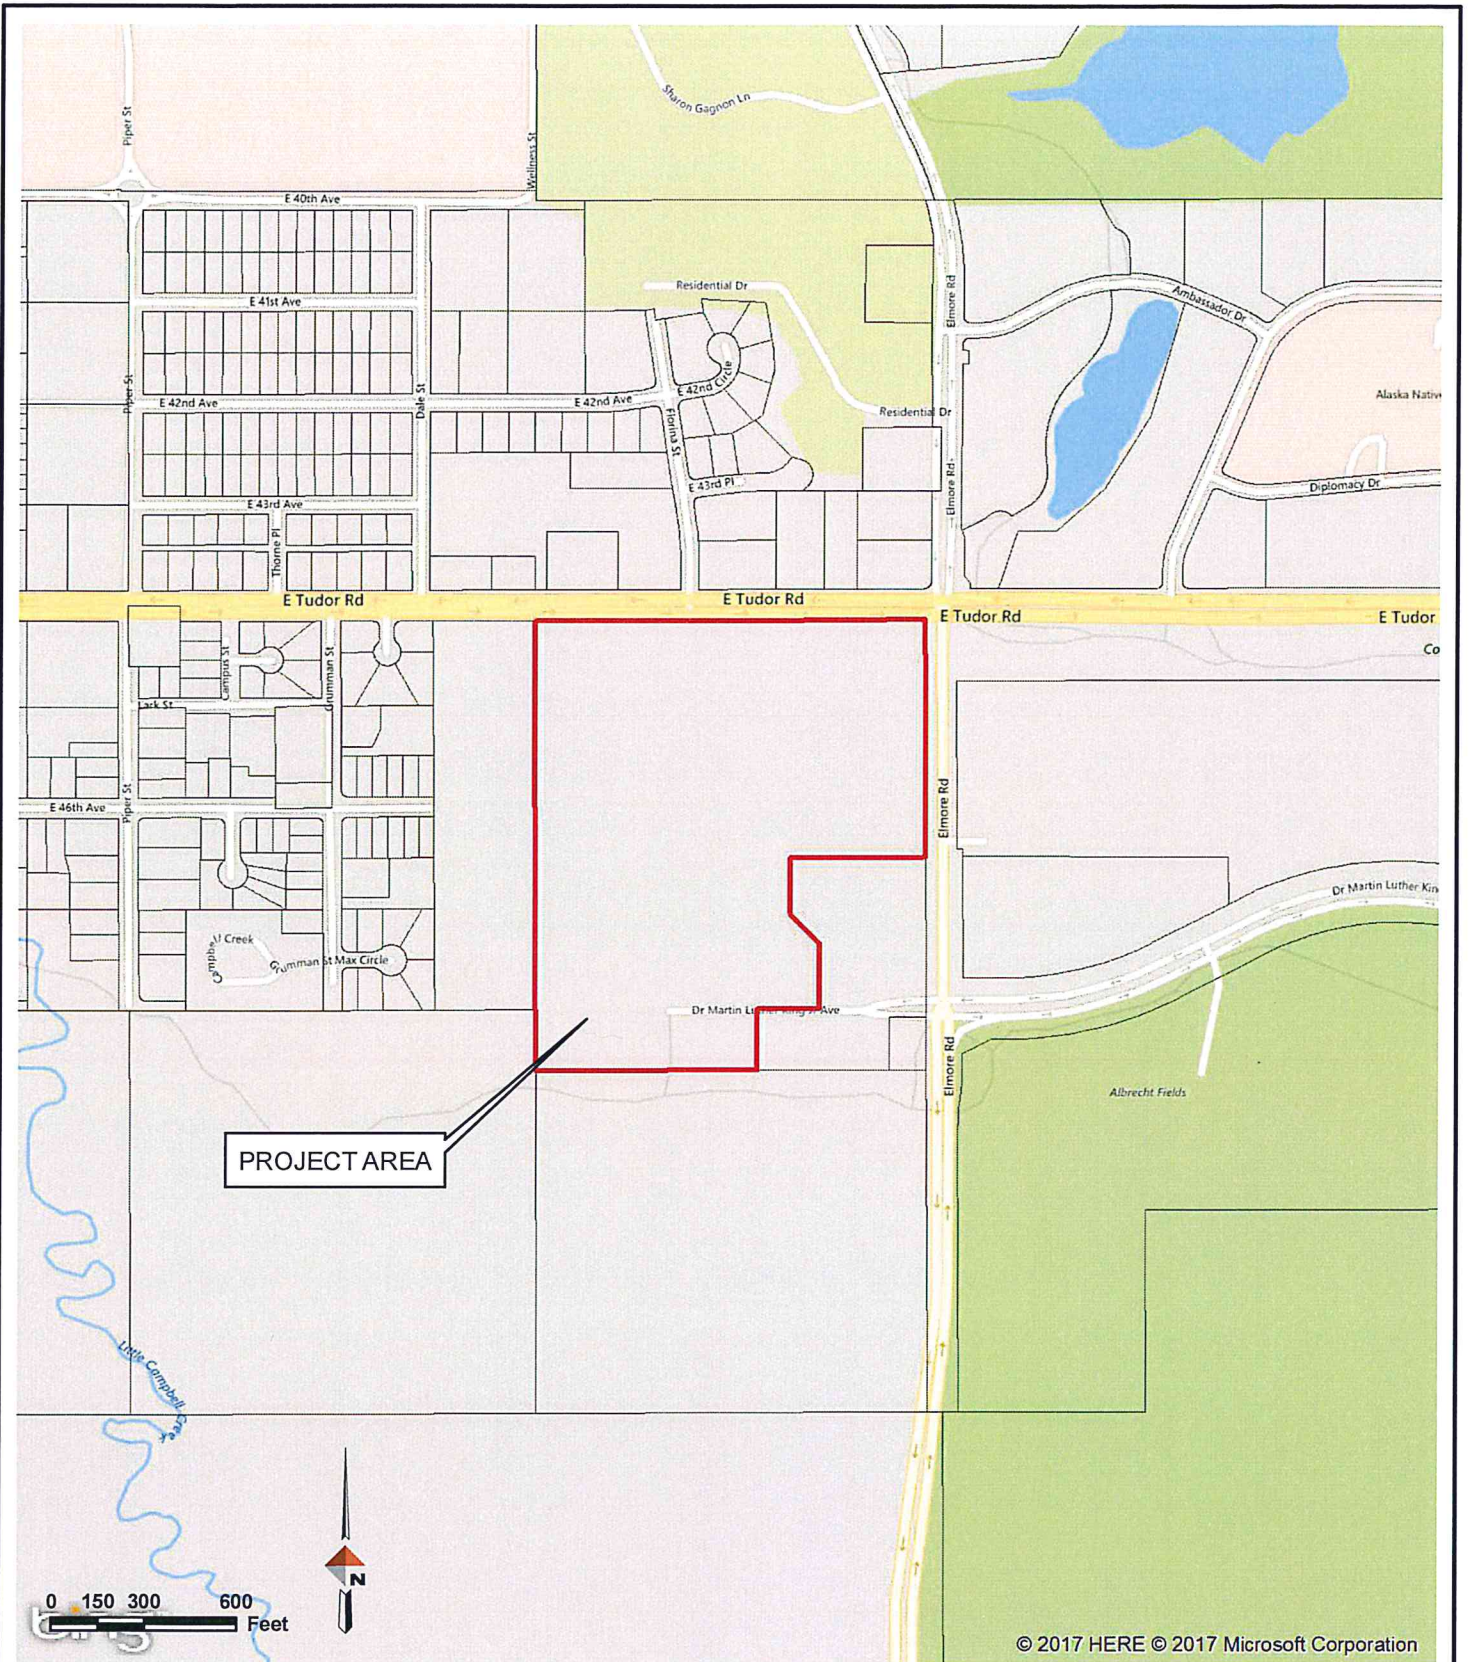 Sharon Gagnon Ln
Piper St
Wellness St
E 40th Ave
Residential Dr
Elmore Rd
Ambassador Dr
E 41st Ave
E 42nd Circle
Piper St
Dale St
E 42nd Ave
E 42nd Ave
Residential Dr
Alaska Native
Florina St
Elmore Rd
E 43rd Pl
Diplomacy Dr
E 43rd Ave
Thorne Pl
E Tudor Rd
E Tudor Rd
E Tudor Rd
E Tudor
Co
Campus St
Grumman St
Lark St
E 46th Ave
Piper St
Elmore Rd
Dr Martin Luther King
Campbell Creek
Grumman St Max Circle
Dr Martin Luther King Jr Ave
Elmore Rd
Albrecht Fields
PROJECT AREA
Little Campbell Creek
N
0 150 300 600
Feet
bing
© 2017 HERE © 2017 Microsoft Corporation